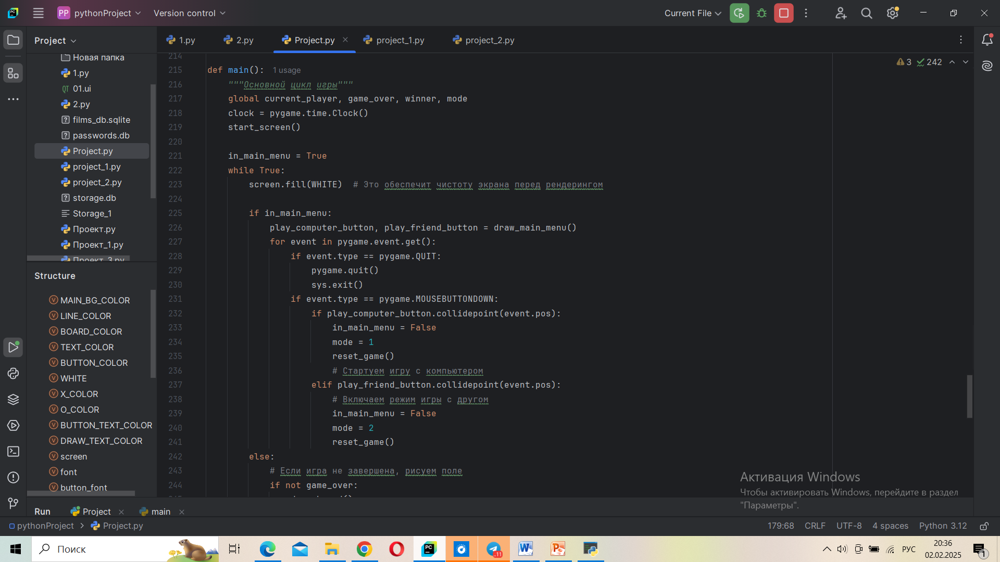 PP pythonProject Version control Current File
Project 1.py 2.py Project.py project_1.py project_2.py
Новая папка
1.py
01.ui
2.py
films_db.sqlite
passwords.db
Project.py
project_1.py
project_2.py
storage.db
Storage_1
Проект.py
Проект_1.py
Проект_3.py
Structure
MAIN_BG_COLOR
LINE_COLOR
BOARD_COLOR
TEXT_COLOR
BUTTON_COLOR
WHITE
X_COLOR
O_COLOR
BUTTON_TEXT_COLOR
DRAW_TEXT_COLOR
screen
font
button_font
3 242
214
215 def main(): 1 usage
216 """Основной цикл игры"""
217 global current_player, game_over, winner, mode
218 clock = pygame.time.Clock()
219 start_screen()
220
221 in_main_menu = True
222 while True:
223 screen.fill(WHITE) # Это обеспечит чистоту экрана перед рендерингом
224
225 if in_main_menu:
226 play_computer_button, play_friend_button = draw_main_menu()
227 for event in pygame.event.get():
228 if event.type == pygame.QUIT:
229 pygame.quit()
230 sys.exit()
231 if event.type == pygame.MOUSEBUTTONDOWN:
232 if play_computer_button.collidepoint(event.pos):
233 in_main_menu = False
234 mode = 1
235 reset_game()
236 # Стартуем игру с компьютером
237 elif play_friend_button.collidepoint(event.pos):
238 # Включаем режим игры с другом
239 in_main_menu = False
240 mode = 2
241 reset_game()
242 else:
243 # Если игра не завершена, рисуем поле
244 if not game_over:
Активация Windows
Чтобы активировать Windows, перейдите в раздел
"Параметры".
Run Project main
pythonProject Project.py 179:68 CRLF UTF-8 4 spaces Python 3.12
Поиск РУС 20:36
02.02.2025
..11
1